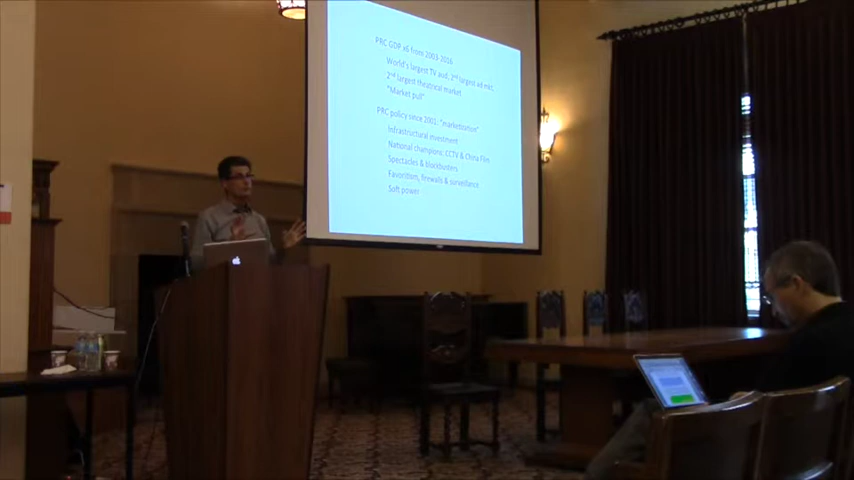 PRC GDP x6 from 2003-2016
World's largest TV aud, 2nd largest ad mkt,
2nd largest theatrical market
"Market pull"
PRC policy since 2001: "marketization"
Infrastructural investment
National champions, CCTV & China Film
Spectacles & blockbusters
Favoritism, firewalls & surveillance
Soft power